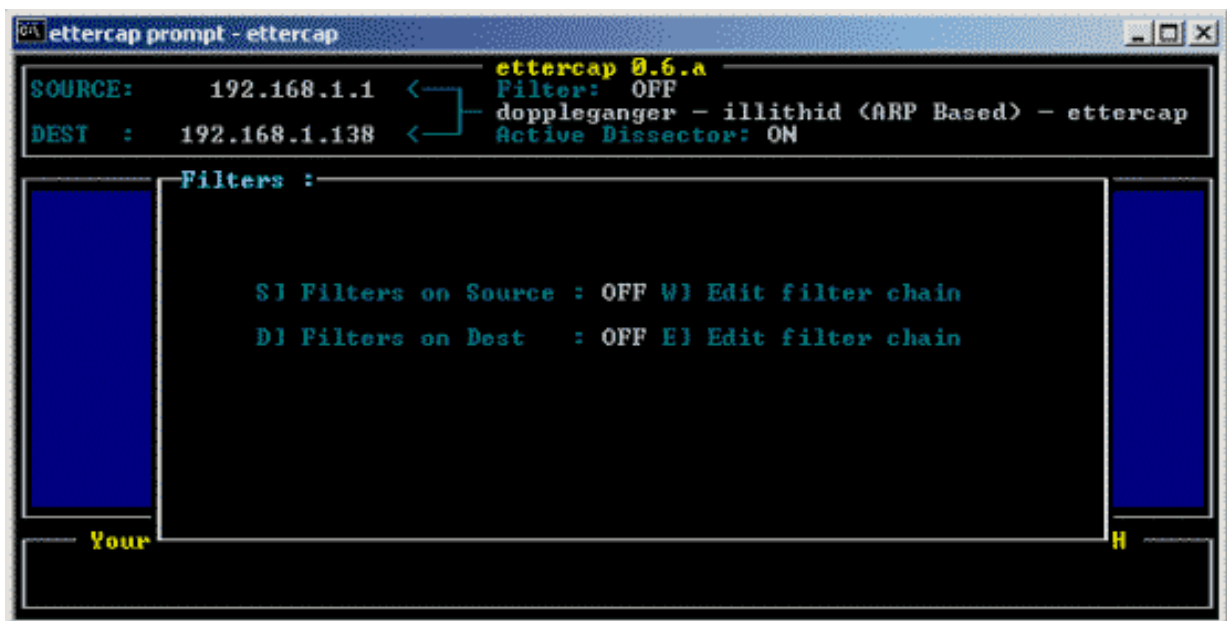 ettercap prompt - ettercap
ettercap 0.6.a
SOURCE: 192.168.1.1 Filter: OFF
doppleganger - illithid (ARP Based) - ettercap
DEST : 192.168.1.138 Active Dissector: ON
Filters :
S] Filters on Source : OFF W] Edit filter chain
D] Filters on Dest : OFF E] Edit filter chain
Your H